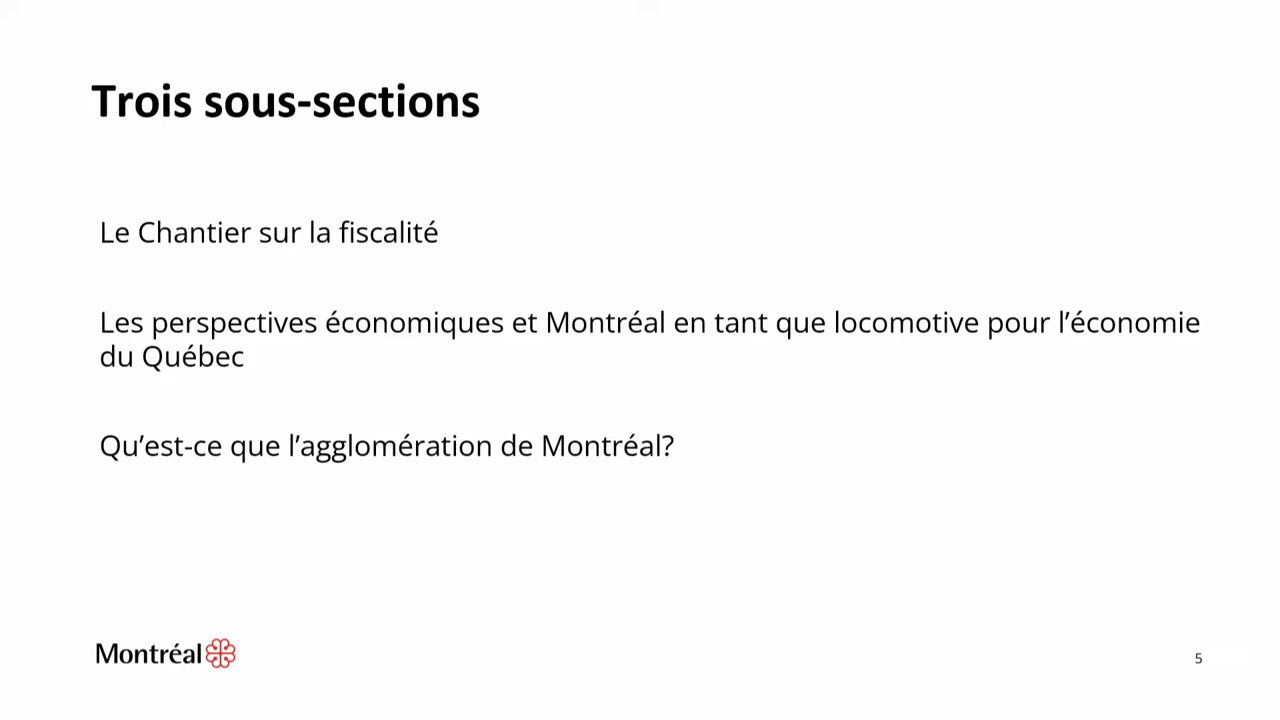 Trois sous-sections
Le Chantier sur la fiscalité
Les perspectives économiques et Montréal en tant que locomotive pour l’économie
du Québec
Qu’est-ce que l’agglomération de Montréal?
Montréal
5